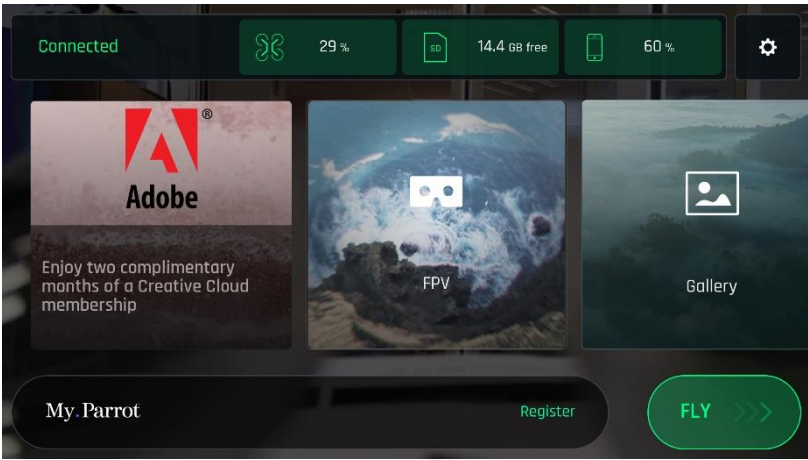 Connected
29 %
SD
14.4 GB free
60 %
®
Adobe
Enjoy two complimentary
months of a Creative Cloud
membership
FPV
Gallery
My.Parrot
Register
FLY